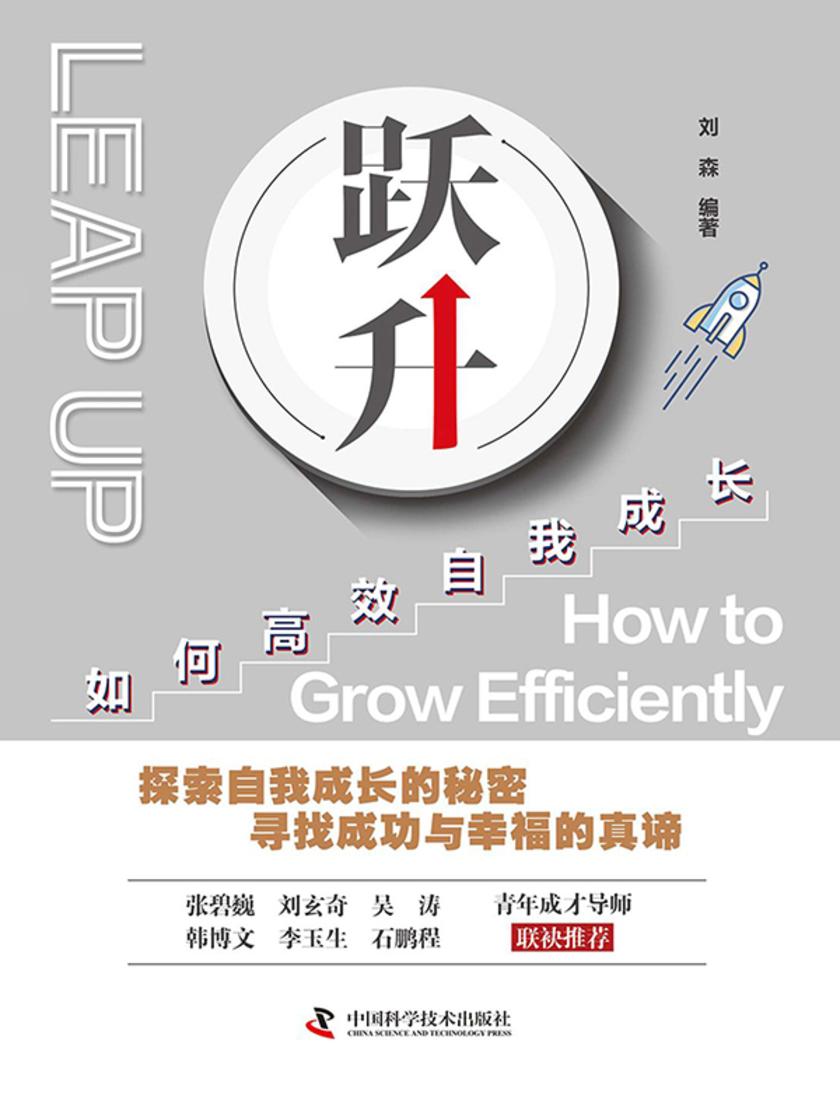 LEAP UP
跃升
刘森 编著
如何高效自我成长
How to
Grow Efficiently
探索自我成长的秘密
寻找成功与幸福的真谛
张碧巍 刘玄奇 吴涛 青年成才导师
韩博文 李玉生 石鹏程 联袂推荐
中国科学技术出版社
CHINA SCIENCE AND TECHNOLOGY PRESS